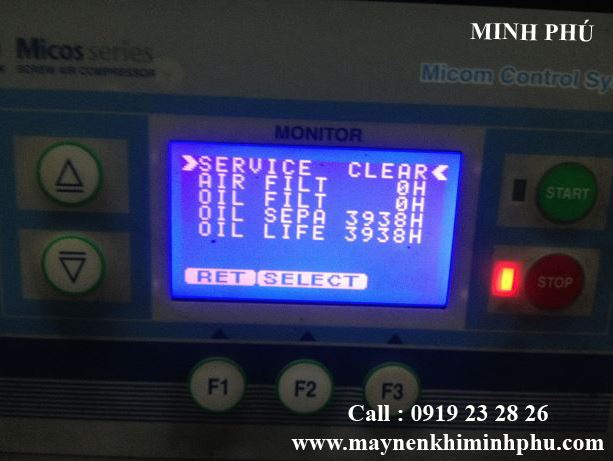 MINH PHÚ
Micos series
SCREW AIR COMPRESSOR
Micom Control Sy
MONITOR
SERVICE CLEAR
AIR FILT 0H
OIL FILT 0H
OIL SEPA 3938H
OIL LIFE 3938H
RET SELECT
START
STOP
F1 F2 F3
Call : 0919 23 28 26
www.maynenkhiminhphu.com